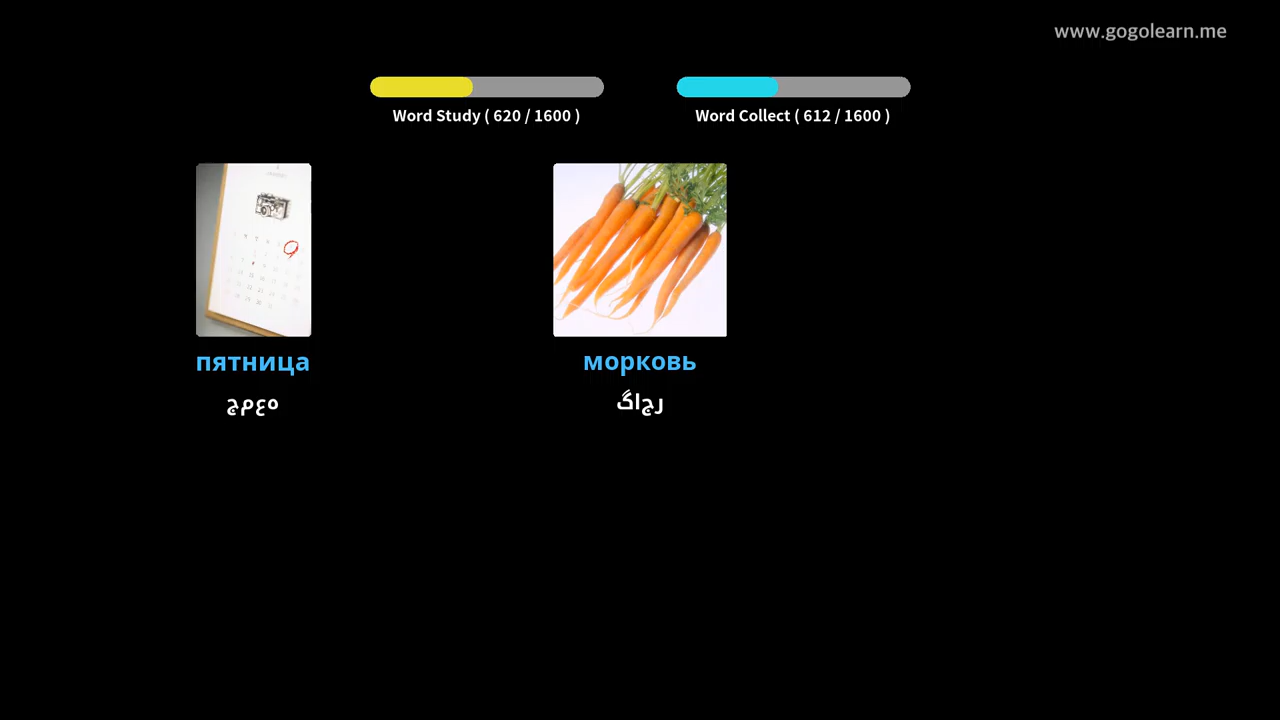 www.gogolearn.me
Word Study ( 620 / 1600 )
Word Collect ( 612 / 1600 )
пятница
морковь
جمعہ
گاجر